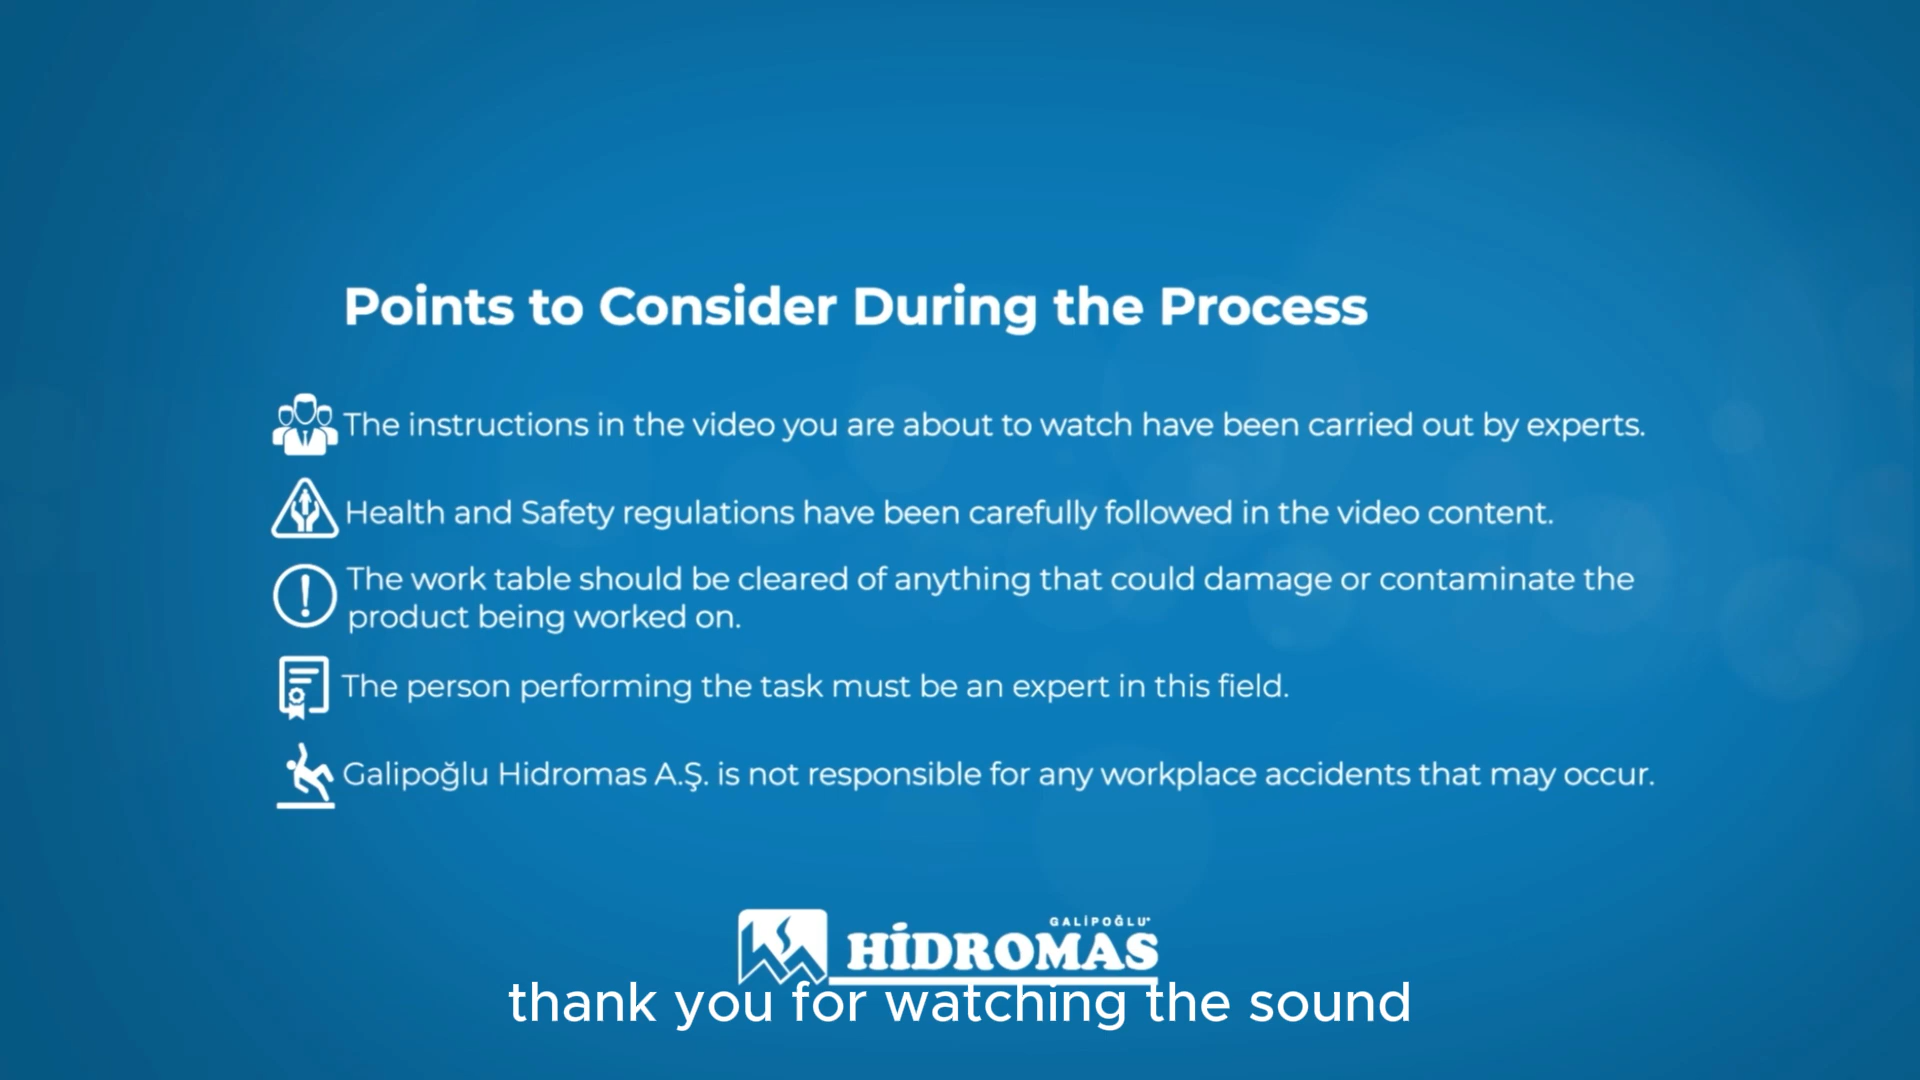 Points to Consider During the Process
The instructions in the video you are about to watch have been carried out by experts.
Health and Safety regulations have been carefully followed in the video content.
The work table should be cleared of anything that could damage or contaminate the
product being worked on.
The person performing the task must be an expert in this field.
Galipoğlu Hidromas A.Ş. is not responsible for any workplace accidents that may occur.
GALİPOĞLU
HİDROMAS
thank you for watching the sound